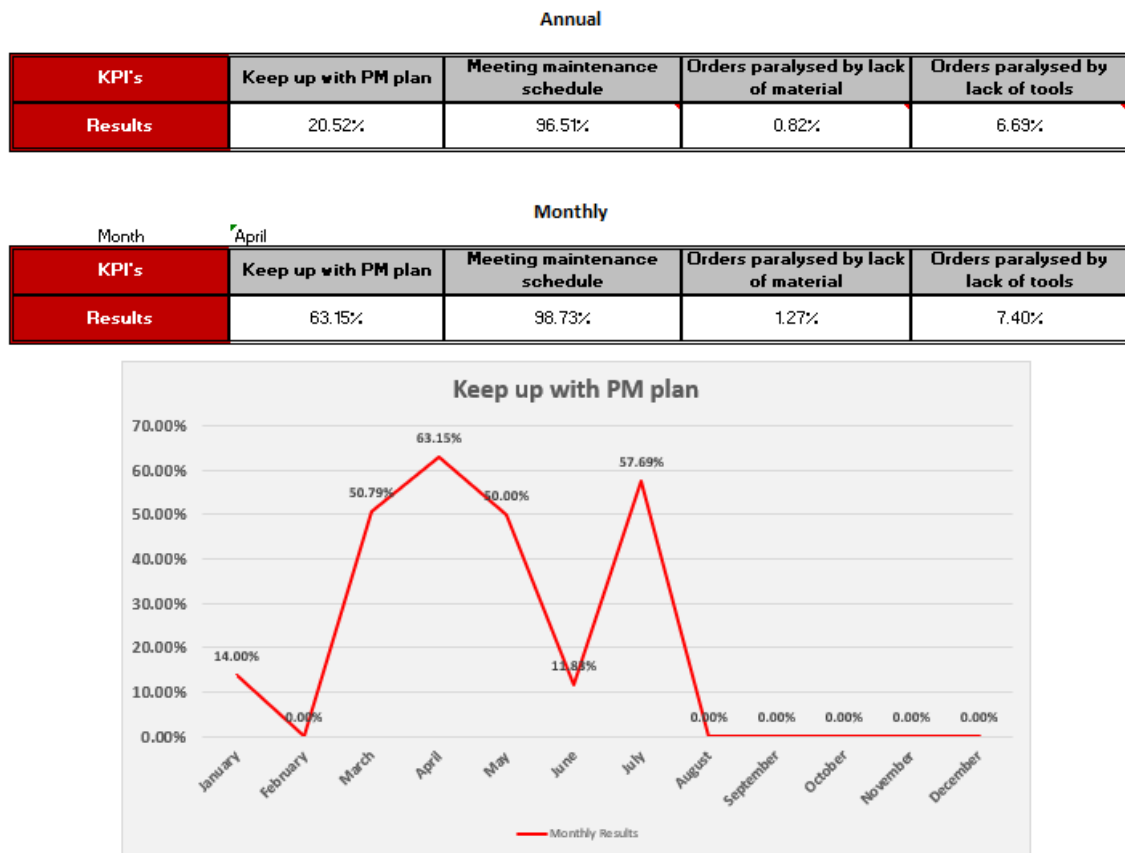 Annual
KPI's Keep up with PM plan Meeting maintenance schedule Orders paralysed by lack of material Orders paralysed by lack of tools
Results 20.52% 96.51% 0.82% 6.69%
Monthly
Month April
KPI's Keep up with PM plan Meeting maintenance schedule Orders paralysed by lack of material Orders paralysed by lack of tools
Results 63.15% 98.73% 1.27% 7.40%
Keep up with PM plan
70.00%
60.00%
50.00%
40.00%
30.00%
20.00%
10.00%
0.00%
14.00%
0.00%
50.79%
63.15%
50.00%
57.69%
0.00%
0.00%
0.00%
0.00%
0.00%
January
February
March
April
May
June
July
August
September
October
November
December
Monthly Results